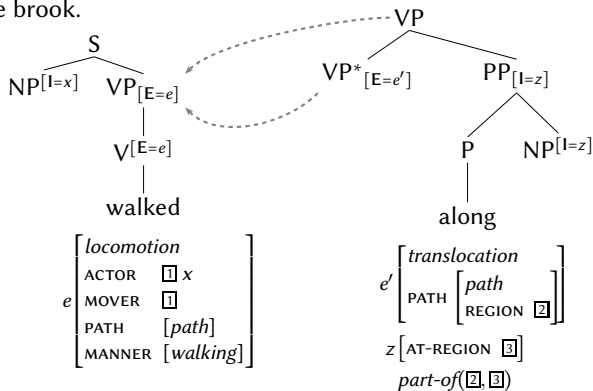 e brook.
S
VP
NP[I=x] VP[E=e]
VP*[E=e′] PP[I=z]
V[E=e]
P NP[I=z]
walked
along
e [locomotion
ACTOR 1 x
MOVER 1
PATH [path]
MANNER [walking]]
e′ [translocation
PATH [path
REGION 2]]
z [AT-REGION 3]
part-of(2, 3)